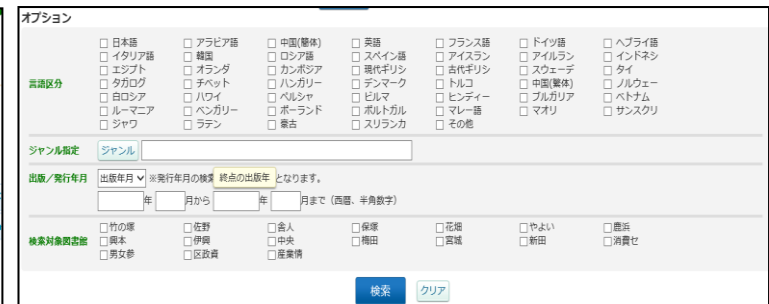 オプション
言語区分
□ 日本語 □ アラビア語 □ 中国(簡体) □ 英語 □ フランス語 □ ドイツ語 □ ヘブライ語
□ イタリア語 □ 韓国 □ ロシア語 □ スペイン語 □ アイスラン □ アイルラン □ インドネシ
□ エジプト □ オランダ □ カンボジア □ 現代ギリシ □ 古代ギリシ □ スウェーデ □ タイ
□ タガログ □ チベット □ ハンガリー □ デンマーク □ トルコ □ 中国(繁体) □ ノルウェー
□ 白ロシア □ ハワイ □ ペルシャ □ ビルマ □ ヒンディー □ ブルガリア □ ベトナム
□ ルーマニア □ ベンガリー □ ポーランド □ ポルトガル □ マレー語 □ マオリ □ サンスクリ
□ ジャワ □ ラテン □ 蒙古 □ スリランカ □ その他
ジャンル指定 ジャンル
出版/発行年月 出版年月 ※発行年月の検索 終点の出版年 となります。
年 月から 年 月まで (西暦、半角数字)
検索対象図書館
□竹の塚 □佐野 □舎人 □保塚 □花畑 □やよい □鹿浜
□興本 □伊興 □中央 □梅田 □宮城 □新田 □消費セ
□男女参 □区政資 □産業情
検索 クリア